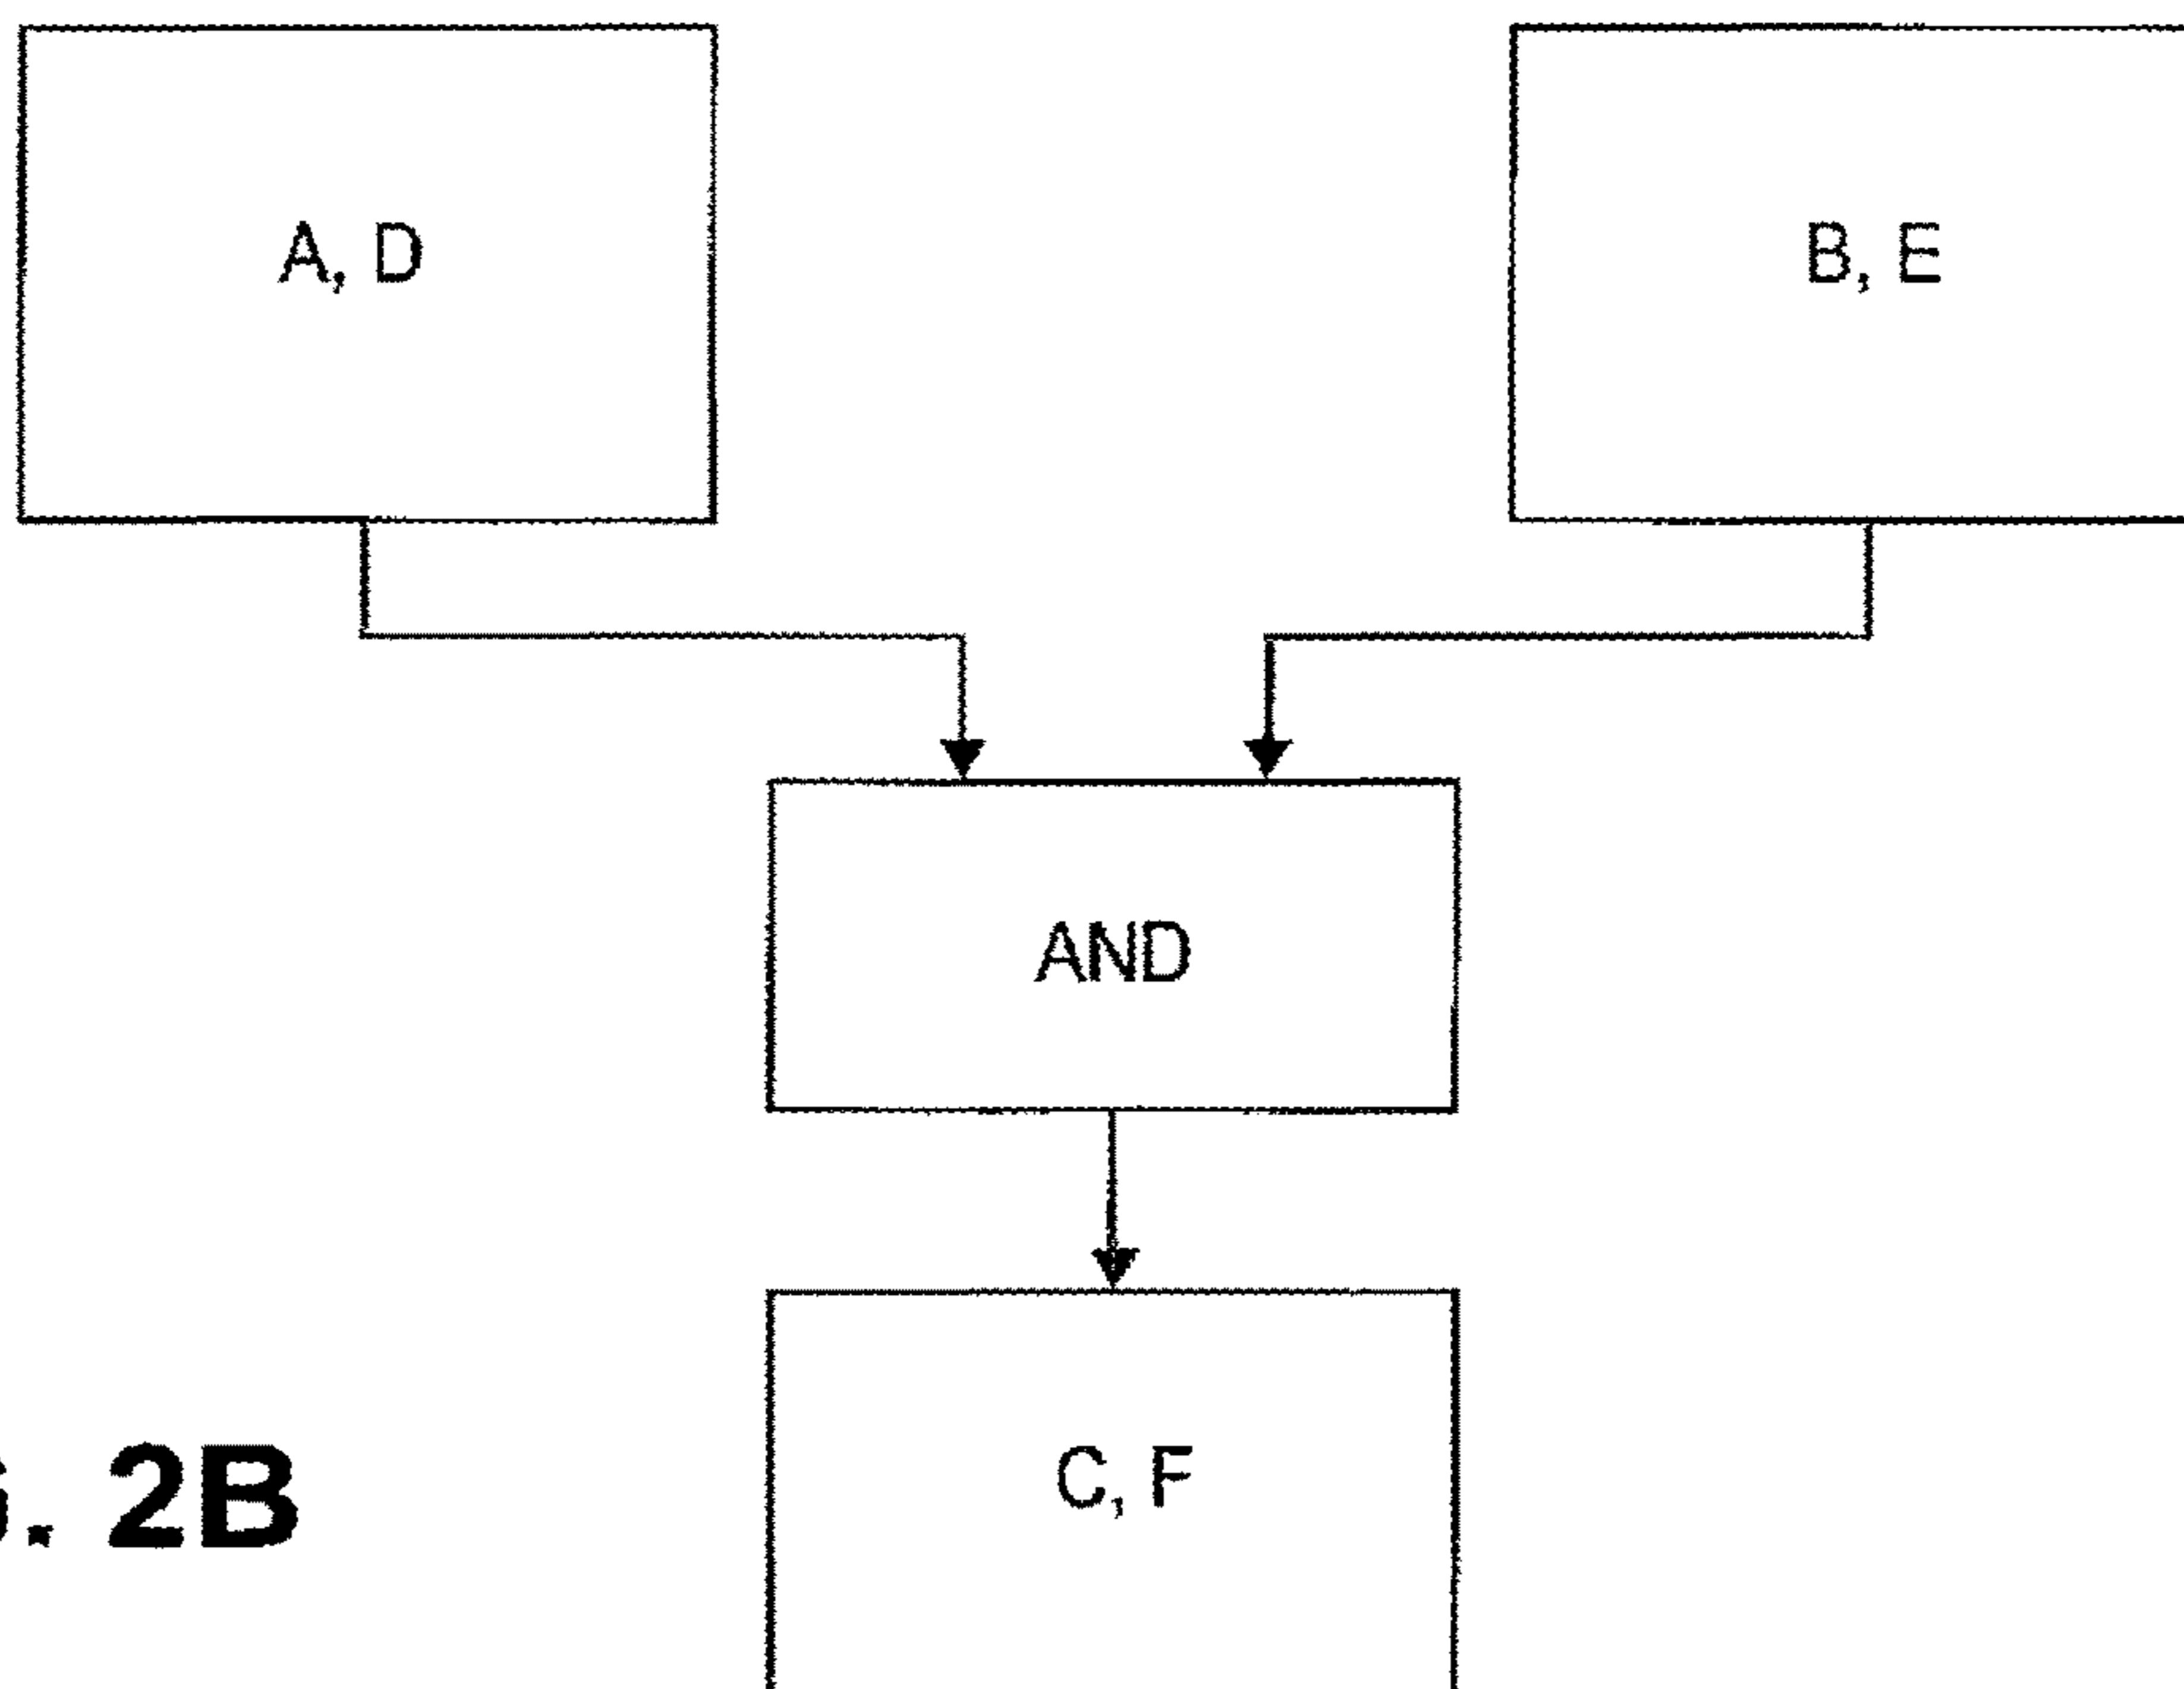 A, D
B, E
AND
C, F
. 2B